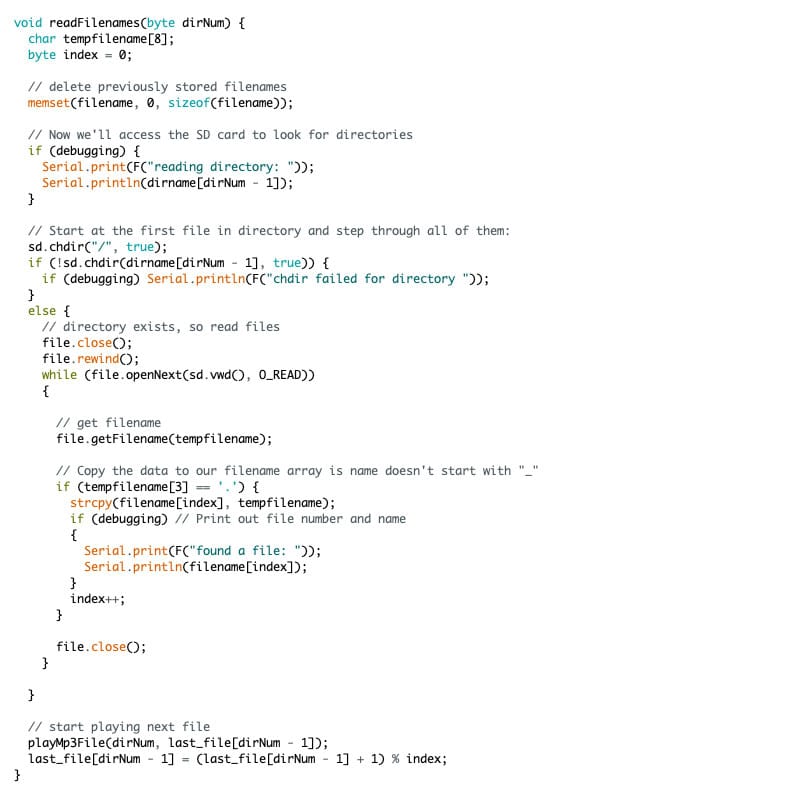 void readFilenames(byte dirNum) {
  char tempfilename[8];
  byte index = 0;

  // delete previously stored filenames
  memset(filename, 0, sizeof(filename));

  // Now we'll access the SD card to look for directories
  if (debugging) {
    Serial.print(F("reading directory: "));
    Serial.println(dirname[dirNum - 1]);
  }

  // Start at the first file in directory and step through all of them:
  sd.chdir("/", true);
  if (!sd.chdir(dirname[dirNum - 1], true)) {
    if (debugging) Serial.println(F("chdir failed for directory "));
  }
  else {
    // directory exists, so read files
    file.close();
    file.rewind();
    while (file.openNext(sd.vwd(), O_READ))
    {

      // get filename
      file.getFilename(tempfilename);

      // Copy the data to our filename array is name doesn't start with "_"
      if (tempfilename[3] == '.') {
        strcpy(filename[index], tempfilename);
        if (debugging) // Print out file number and name
        {
          Serial.print(F("found a file: "));
          Serial.println(filename[index]);
        }
        index++;
      }

      file.close();
    }

  }

  // start playing next file
  playMp3File(dirNum, last_file[dirNum - 1]);
  last_file[dirNum - 1] = (last_file[dirNum - 1] + 1) % index;
}